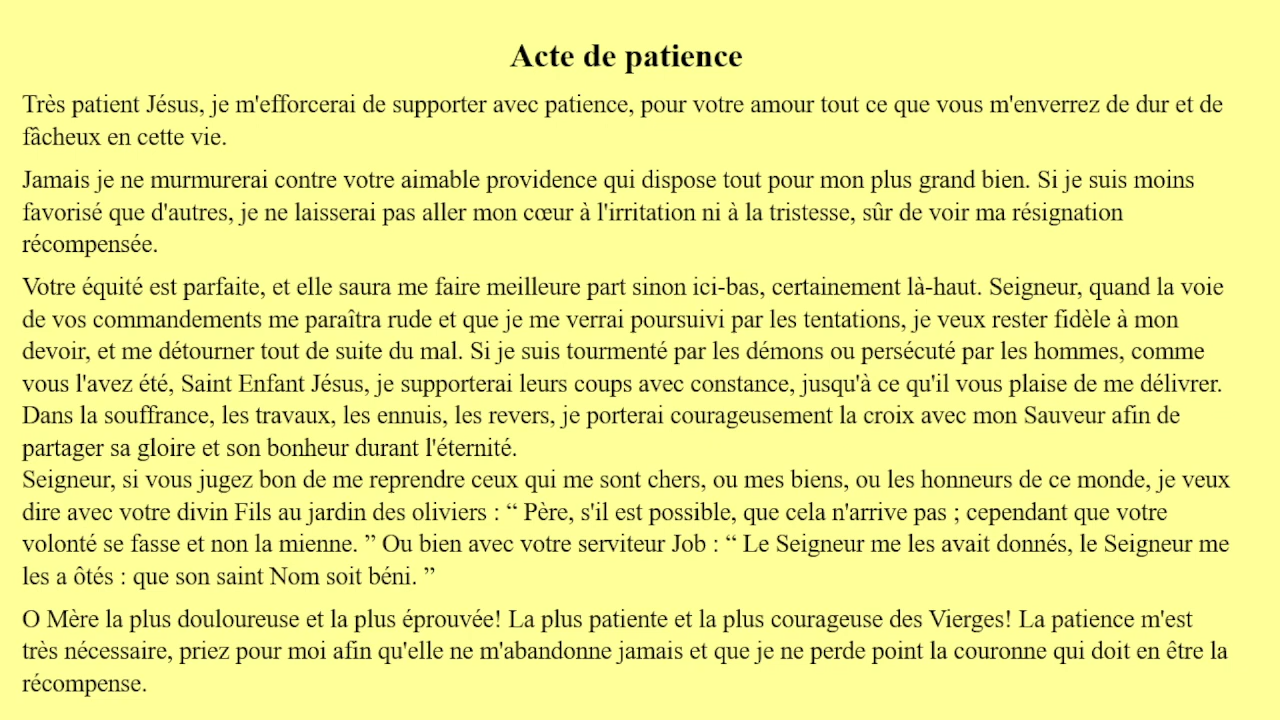 Acte de patience
Très patient Jésus, je m'efforcerai de supporter avec patience, pour votre amour tout ce que vous m'enverrez de dur et de
fâcheux en cette vie.
Jamais je ne murmurerai contre votre aimable providence qui dispose tout pour mon plus grand bien. Si je suis moins
favorisé que d'autres, je ne laisserai pas aller mon cœur à l'irritation ni à la tristesse, sûr de voir ma résignation
récompensée.
Votre équité est parfaite, et elle saura me faire meilleure part sinon ici-bas, certainement là-haut. Seigneur, quand la voie
de vos commandements me paraîtra rude et que je me verrai poursuivi par les tentations, je veux rester fidèle à mon
devoir, et me détourner tout de suite du mal. Si je suis tourmenté par les démons ou persécuté par les hommes, comme
vous l'avez été, Saint Enfant Jésus, je supporterai leurs coups avec constance, jusqu'à ce qu'il vous plaise de me délivrer.
Dans la souffrance, les travaux, les ennuis, les revers, je porterai courageusement la croix avec mon Sauveur afin de
partager sa gloire et son bonheur durant l'éternité.
Seigneur, si vous jugez bon de me reprendre ceux qui me sont chers, ou mes biens, ou les honneurs de ce monde, je veux
dire avec votre divin Fils au jardin des oliviers : “ Père, s'il est possible, que cela n'arrive pas ; cependant que votre
volonté se fasse et non la mienne. ” Ou bien avec votre serviteur Job : “ Le Seigneur me les avait donnés, le Seigneur me
les a ôtés : que son saint Nom soit béni. ”
O Mère la plus douloureuse et la plus éprouvée! La plus patiente et la plus courageuse des Vierges! La patience m'est
très nécessaire, priez pour moi afin qu'elle ne m'abandonne jamais et que je ne perde point la couronne qui doit en être la
récompense.